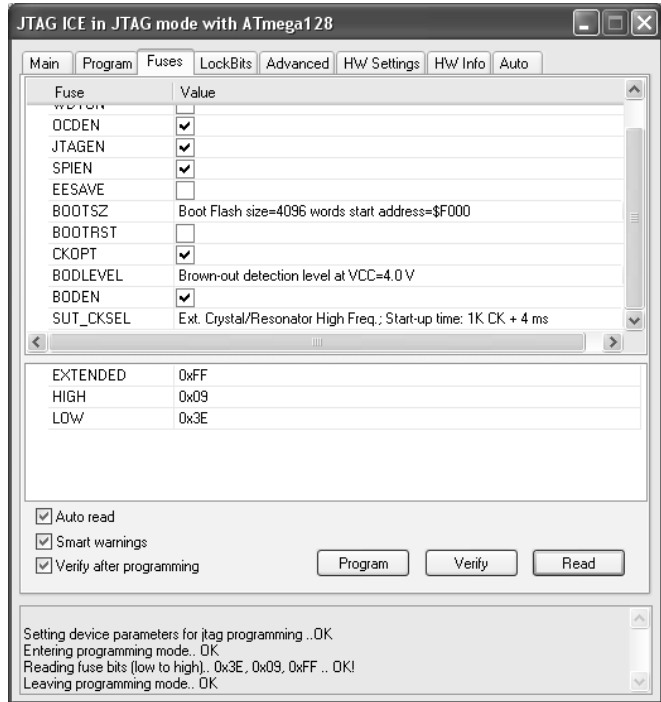 JTAG ICE in JTAG mode with ATmega128
Main Program Fuses LockBits Advanced HW Settings HW Info Auto
Fuse Value
OCDEN
JTAGEN
SPIEN
EESAVE
BOOTSZ Boot Flash size=4096 words start address=$F000
BOOTRST
CKOPT
BODLEVEL Brown-out detection level at VCC=4.0 V
BODEN
SUT_CKSEL Ext. Crystal/Resonator High Freq.; Start-up time: 1K CK + 4 ms
EXTENDED 0xFF
HIGH 0x09
LOW 0x3E
Auto read
Smart warnings
Verify after programming
Program Verify Read
Setting device parameters for jtag programming ..OK
Entering programming mode.. OK
Reading fuse bits (low to high).. 0x3E, 0x09, 0xFF .. OK!
Leaving programming mode.. OK